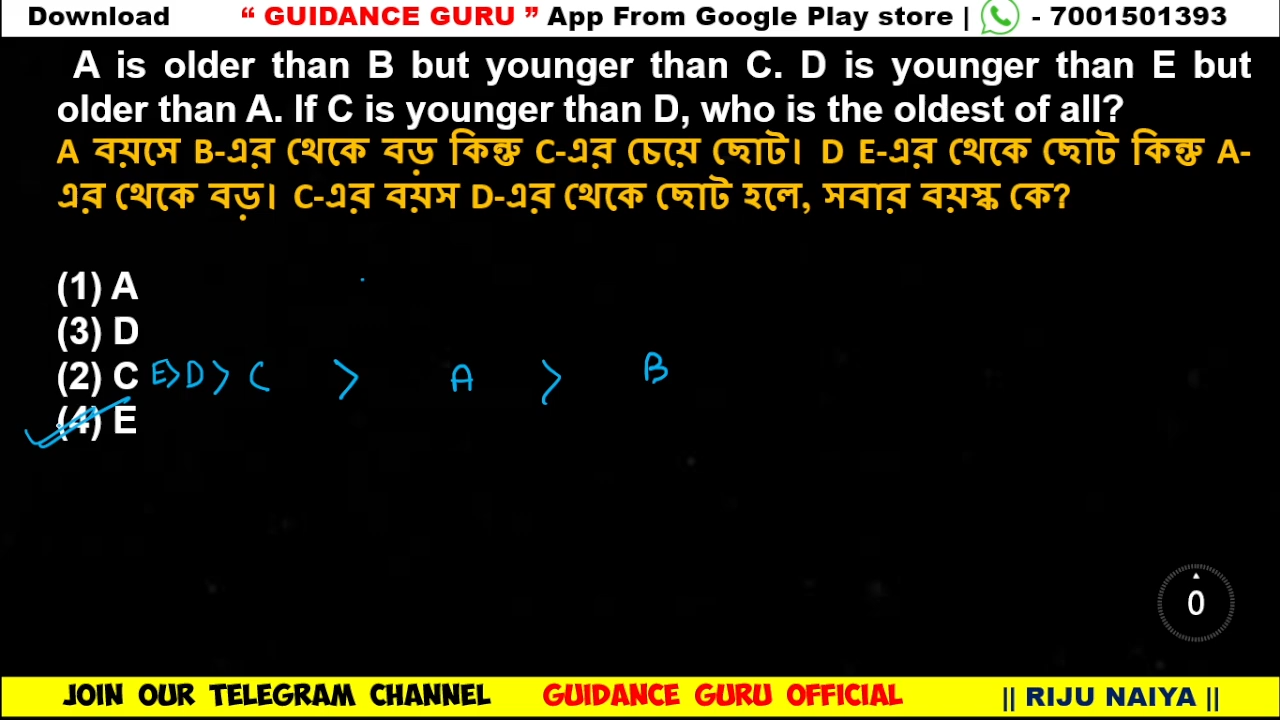 Download “ GUIDANCE GURU ” App From Google Play store | - 7001501393
A is older than B but younger than C. D is younger than E but
older than A. If C is younger than D, who is the oldest of all?
A বয়সে B-এর থেকে বড় কিন্তু C-এর চেয়ে ছোট। D E-এর থেকে ছোট কিন্তু A-
এর থেকে বড়। C-এর বয়স D-এর থেকে ছোট হলে, সবার বয়স্ক কে?
(1) A
(3) D
(2) C E>D> C > A > B
(4) E
0
JOIN OUR TELEGRAM CHANNEL GUIDANCE GURU OFFICIAL || RIJU NAIYA ||